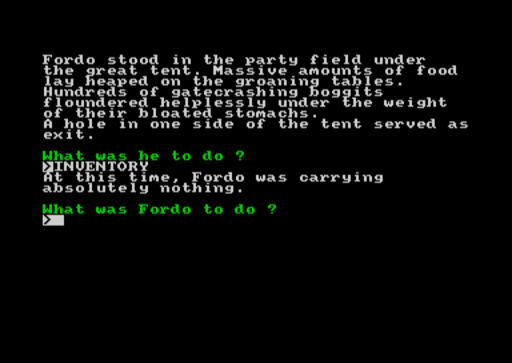 Fordo stood in the party field under
the great tent. Massive amounts of food
lay heaped on the groaning tables.
Hundreds of gatecrashing boggits
floundered helplessly under the weight
of their bloated stomachs.
A hole in one side of the tent served as
exit.
What was he to do ?
>INVENTORY
At this time, Fordo was carrying
absolutely nothing.
What was Fordo to do ?
>